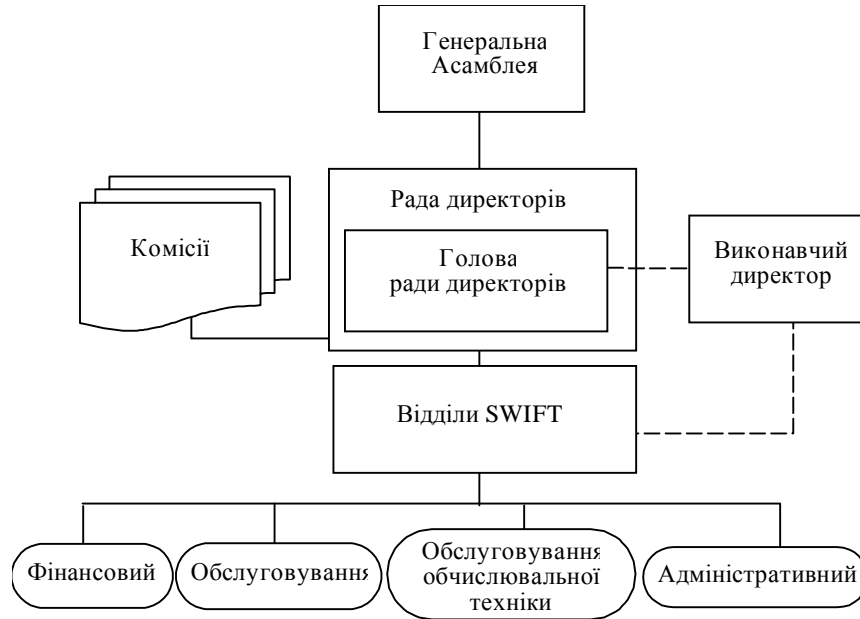 Генеральна
Асамблея
Рада директорів
Комісії
Голова
ради директорів
Виконавчий
директор
Відділи SWIFT
Фінансовий
Обслуговування
Обслуговування
обчислювальної
техніки
Адміністративний